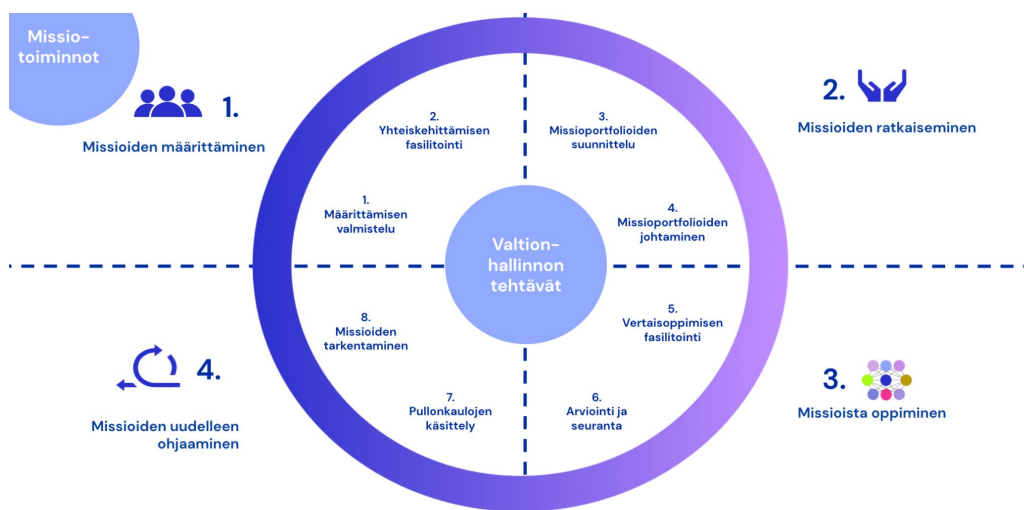 Missio-
toiminnot
1.
Missioiden määrittäminen
2.
Missioiden ratkaiseminen
2.
Yhteiskehittämisen
fasilitointi
3.
Missioportfolioiden
suunnittelu
1.
Määrittämisen
valmistelu
4.
Missioportfolioiden
johtaminen
Valtion-
hallinnon
tehtävät
8.
Missioiden
tarkentaminen
5.
Vertaisoppimisen
fasilitointi
7.
Pullonkaulojen
käsittely
6.
Arviointi ja
seuranta
4.
Missioiden uudelleen
ohjaaminen
3.
Missioista oppiminen